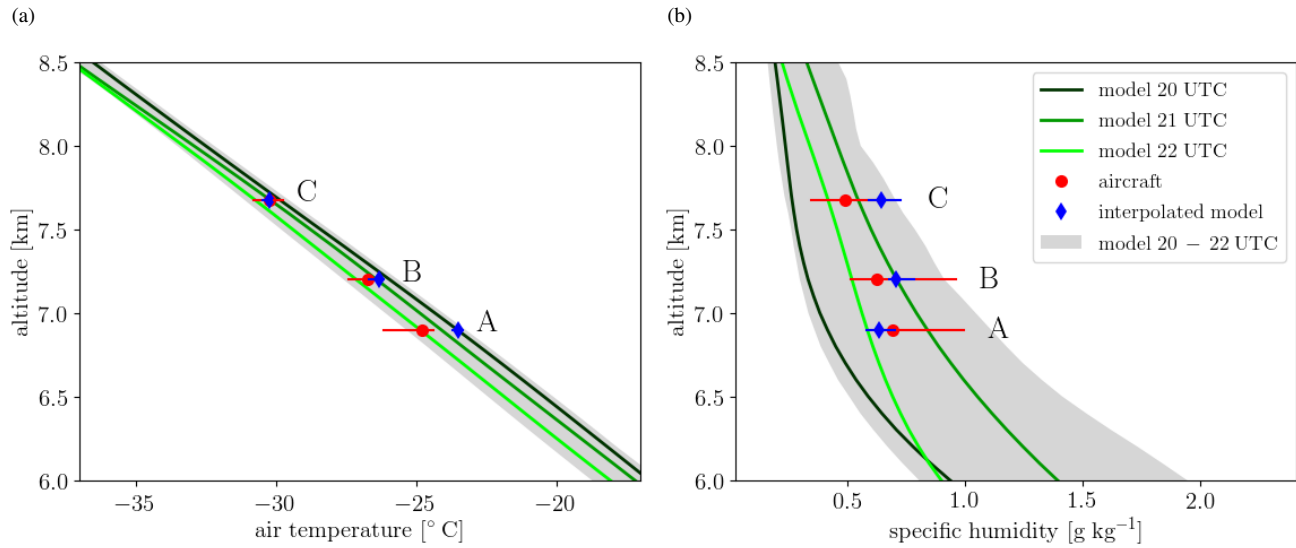 (a)
8.5
8.0
7.5
7.0
6.5
6.0
altitude [km]
C
B
A
−35
−30
−25
−20
air temperature [° C]
(b)
8.5
8.0
7.5
7.0
6.5
6.0
altitude [km]
model 20 UTC
model 21 UTC
model 22 UTC
aircraft
interpolated model
model 20 − 22 UTC
C
B
A
0.5
1.0
1.5
2.0
specific humidity [g kg⁻¹]